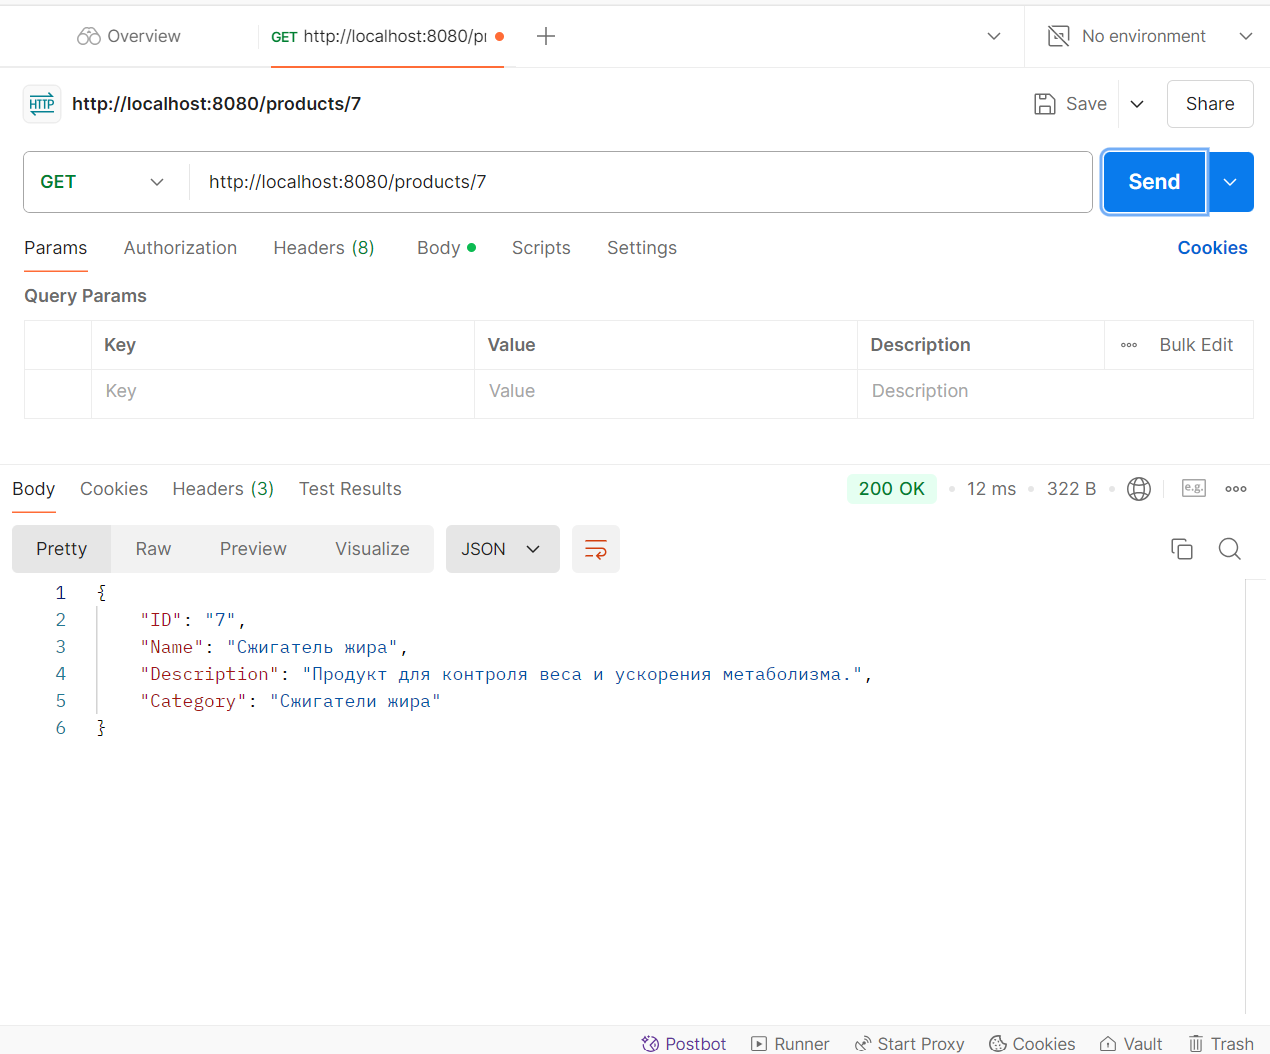 Overview
GET http://localhost:8080/pr
No environment
HTTP http://localhost:8080/products/7
Save
Share
GET
http://localhost:8080/products/7
Send
Params
Authorization
Headers (8)
Body
Scripts
Settings
Cookies
Query Params
Key
Value
Description
Bulk Edit
Key
Value
Description
Body
Cookies
Headers (3)
Test Results
200 OK
12 ms
322 B
e.g.
Pretty
Raw
Preview
Visualize
JSON
1 {
2 "ID": "7",
3 "Name": "Сжигатель жира",
4 "Description": "Продукт для контроля веса и ускорения метаболизма.",
5 "Category": "Сжигатели жира"
6 }
Postbot
Runner
Start Proxy
Cookies
Vault
Trash